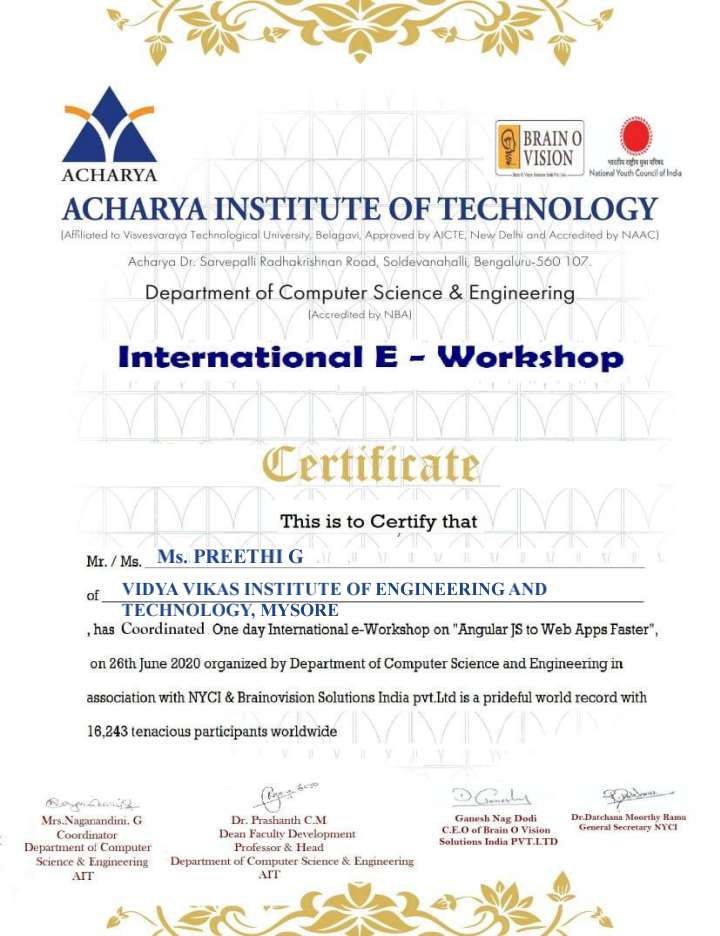 ACHARYA
BRAIN O
VISION
भारतीय राष्ट्रीय युवा परिषद
National Youth Council of India
ACHARYA INSTITUTE OF TECHNOLOGY
(Affiliated to Visvesvaraya Technological University, Belagavi, Approved by AICTE, New Delhi and Accredited by NAAC)
Acharya Dr. Sarvepalli Radhakrishnan Road, Soldevanahalli, Bengaluru-560 107.
Department of Computer Science & Engineering
(Accredited by NBA)
International E - Workshop
Certificate
This is to Certify that
Mr. / Ms. Ms. PREETHI G
of VIDYA VIKAS INSTITUTE OF ENGINEERING AND
TECHNOLOGY, MYSORE
, has Coordinated One day International e-Workshop on "Angular JS to Web Apps Faster",
on 26th June 2020 organized by Department of Computer Science and Engineering in
association with NYCI & Brainovision Solutions India pvt.Ltd is a prideful world record with
16,243 tenacious participants worldwide
Mrs.Naganandini. G
Coordinator
Department of Computer
Science & Engineering
AIT
Dr. Prashanth C.M
Dean Faculty Development
Professor & Head
Department of Computer Science & Engineering
AIT
Ganesh Nag Dodi
C.E.O of Brain O Vision
Solutions India PVT.LTD
Dr.Datchana Moorthy Ramu
General Secretary NYCI